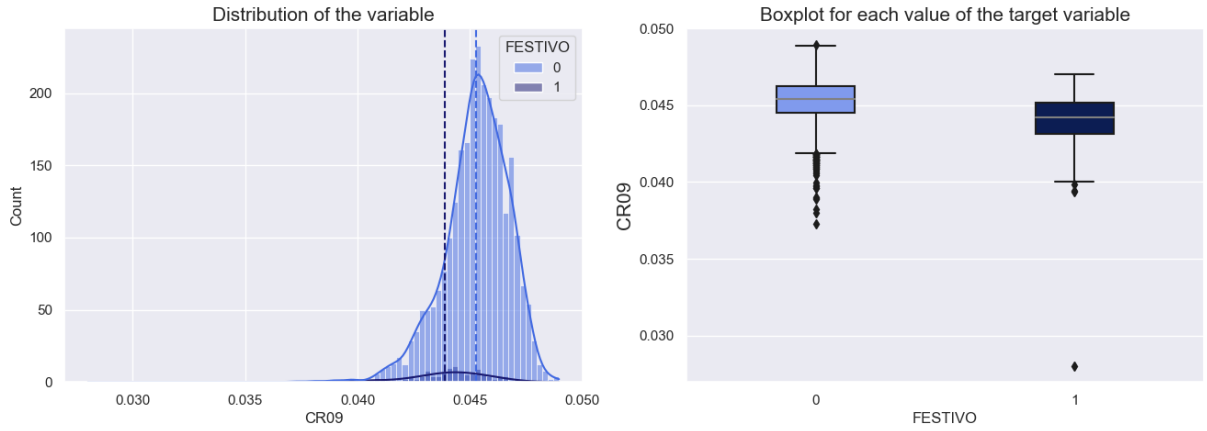 Distribution of the variable
Count
200
150
100
50
0
0.030
0.035
0.040
0.045
0.050
CR09
FESTIVO
0
1
Boxplot for each value of the target variable
CR09
0.050
0.045
0.040
0.035
0.030
0
1
FESTIVO